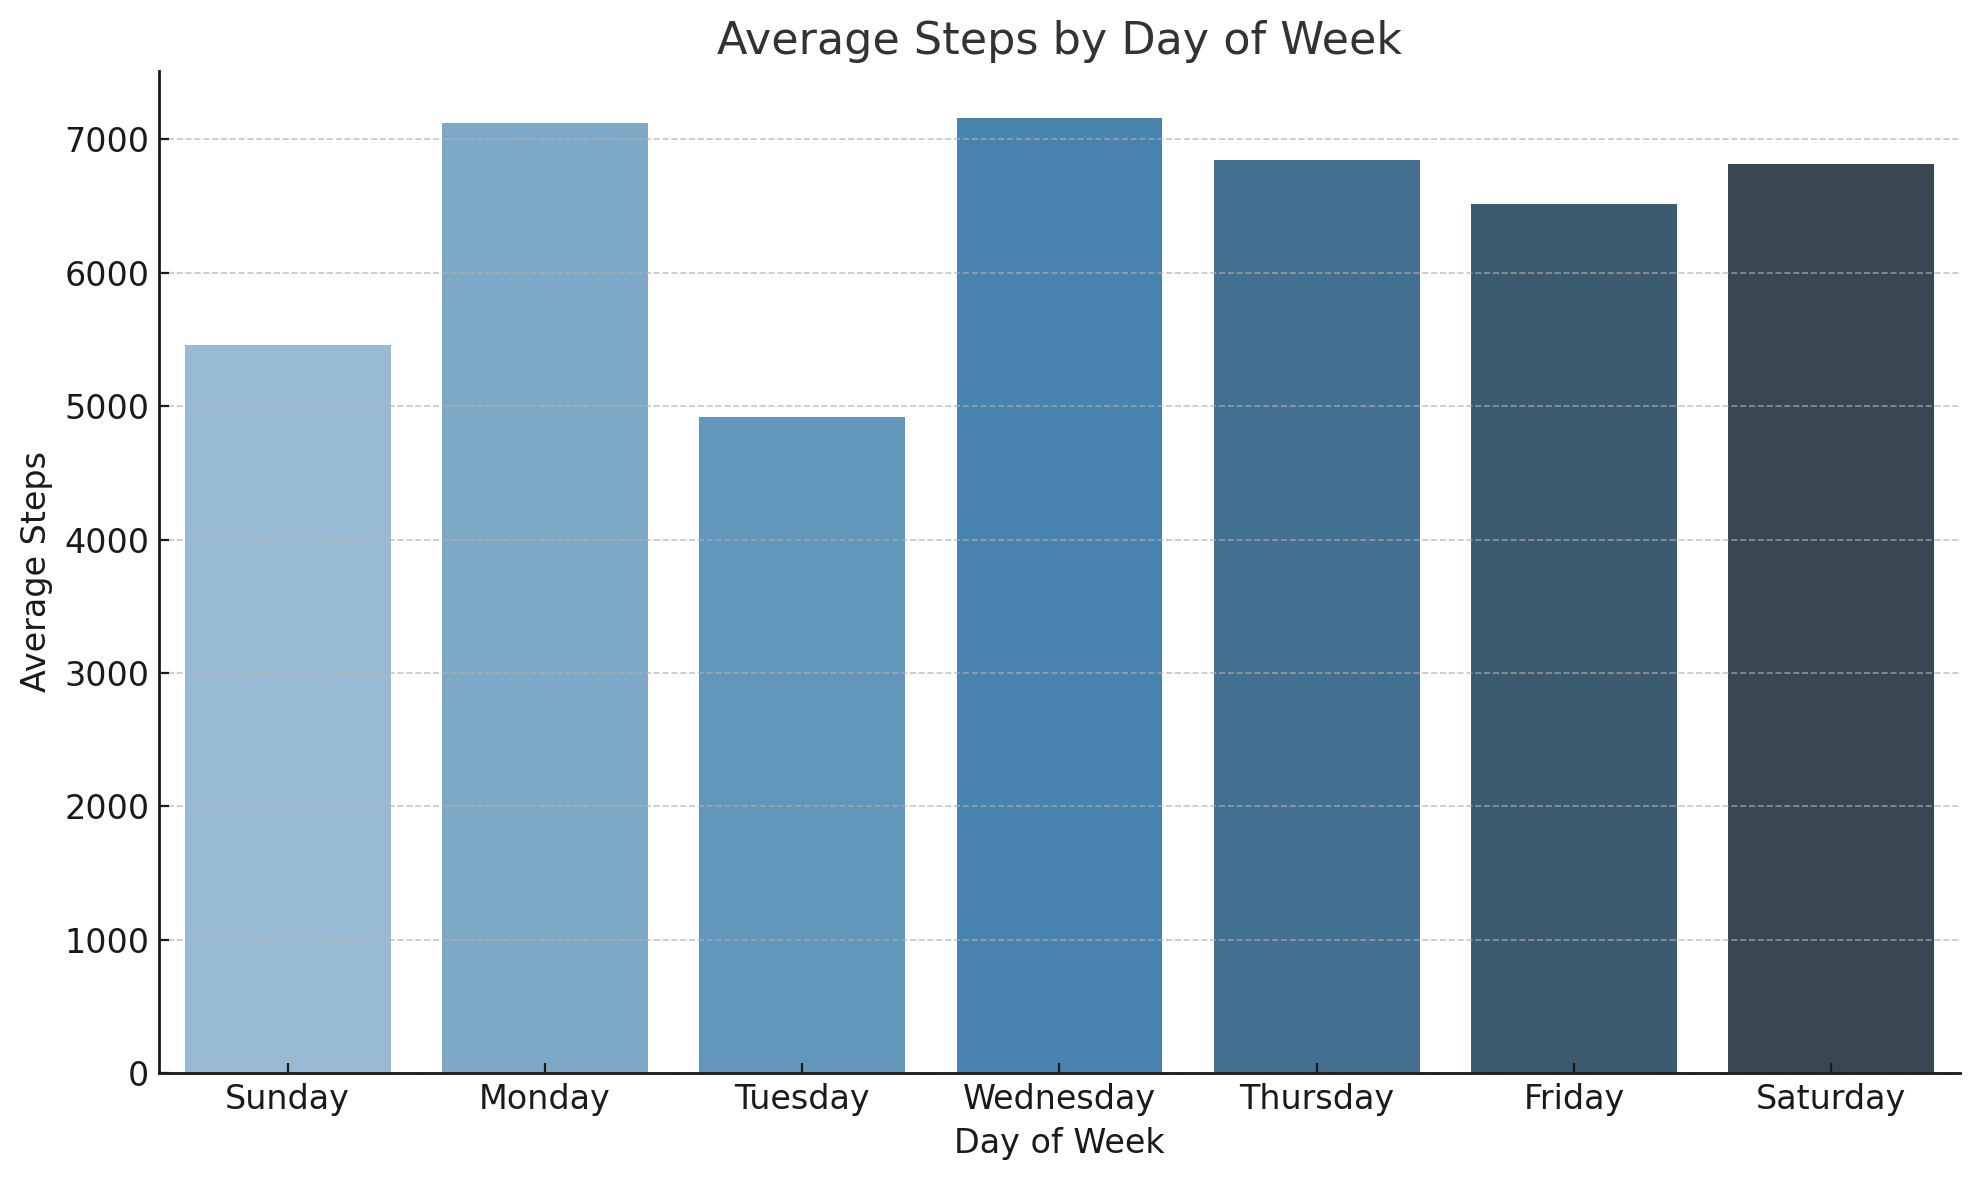 Average Steps by Day of Week
7000
6000
5000
4000
3000
2000
1000
0
Average Steps
Sunday Monday Tuesday Wednesday Thursday Friday Saturday
Day of Week